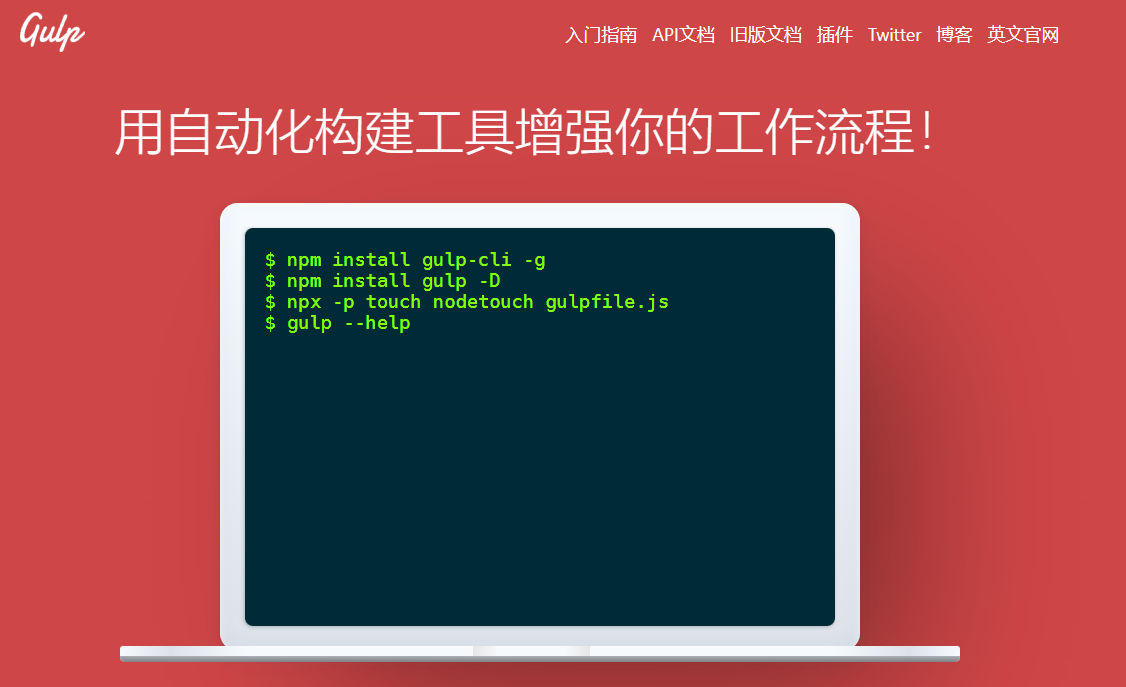 Gulp
入门指南 API文档 旧版文档 插件 Twitter 博客 英文官网
用自动化构建工具增强你的工作流程！
$ npm install gulp-cli -g
$ npm install gulp -D
$ npx -p touch nodetouch gulpfile.js
$ gulp --help